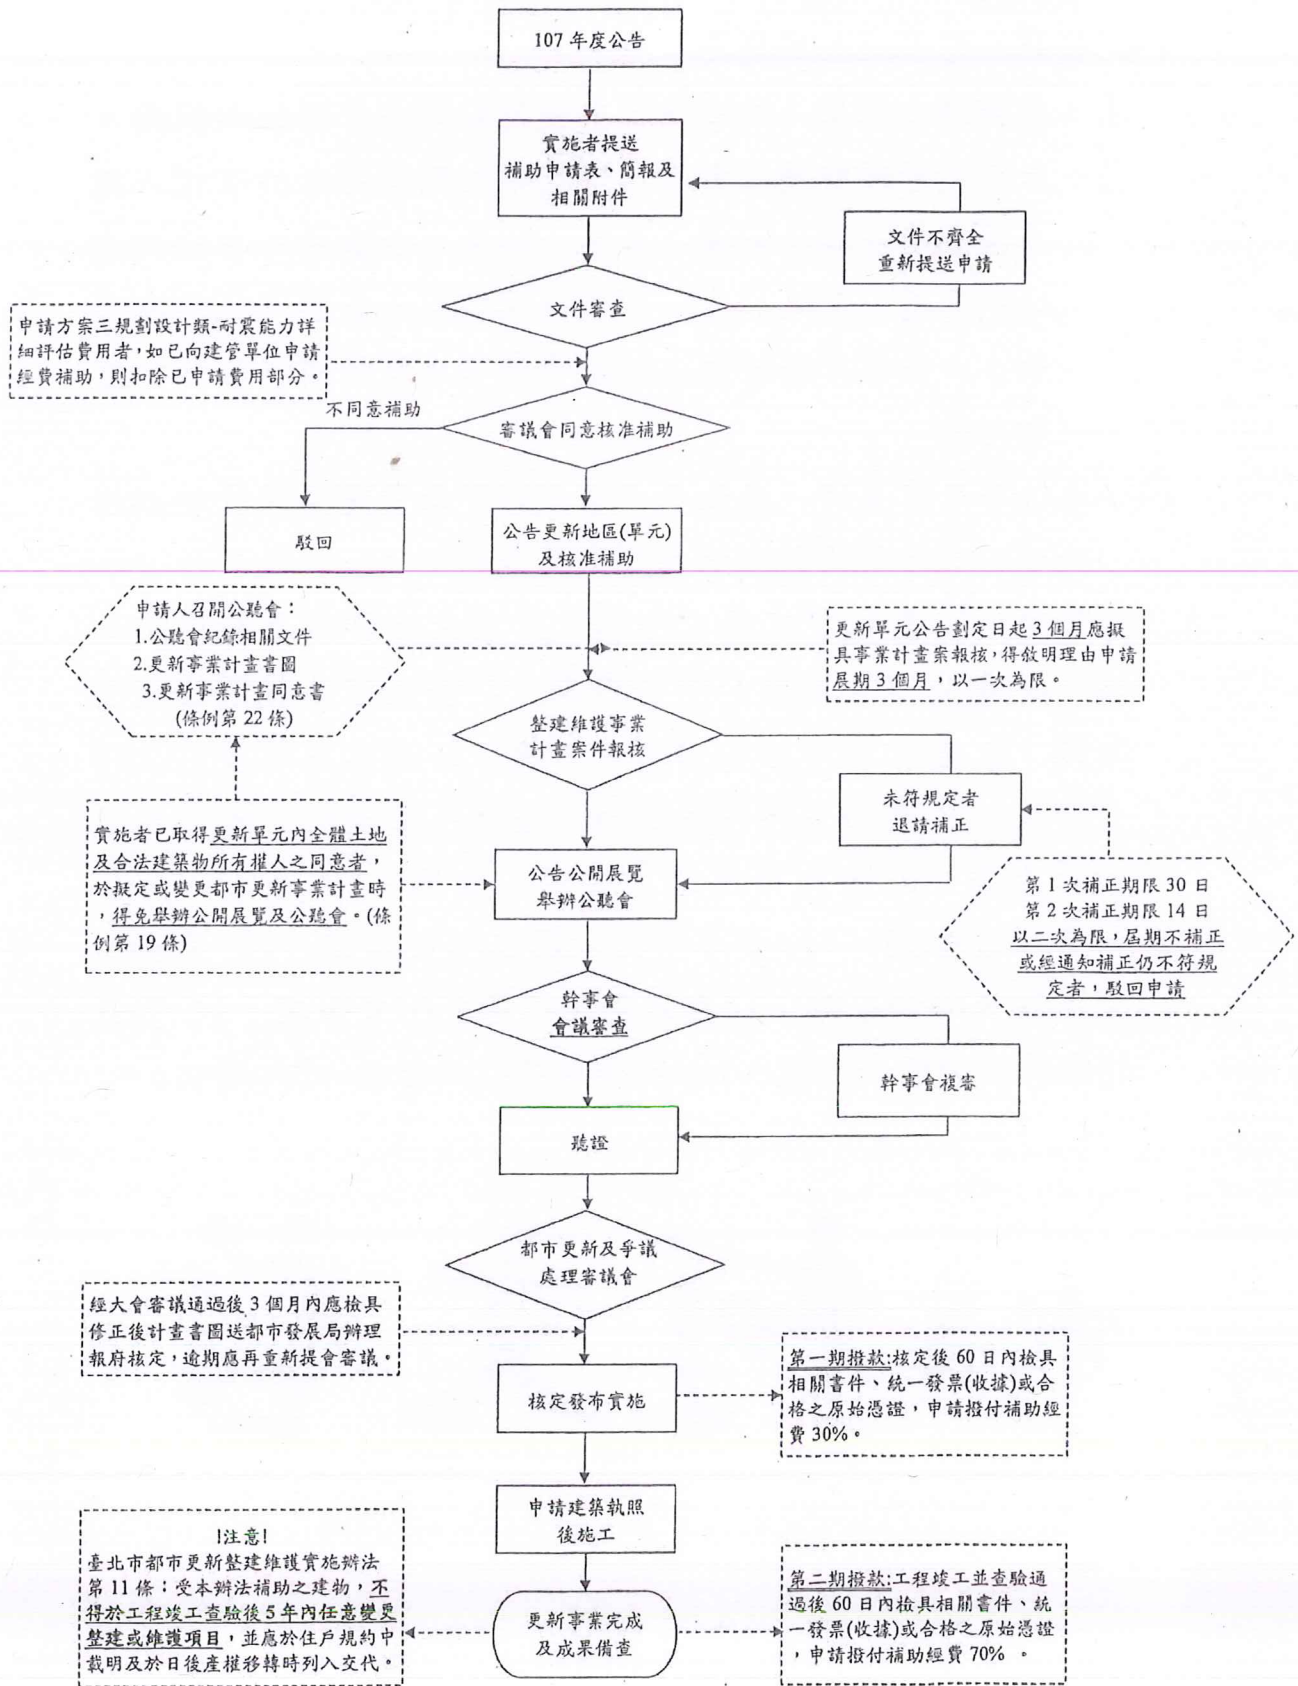 107 年度公告
實施者提送
補助申請表、簡報及
相關附件
文件不齊全
重新提送申請
文件審查
申請方案三規劃設計類-耐震能力詳
細評估費用者，如已向建管單位申請
經費補助，則扣除已申請費用部分。
不同意補助
審議會同意核准補助
駁回
公告更新地區(單元)
及核准補助
申請人召開公聽會：
1.公聽會紀錄相關文件
2.更新事業計畫書圖
3.更新事業計畫同意書
(條例第 22 條)
更新單元公告劃定日起 3 個月應擬
具事業計畫案報核，得敘明理由申請
展期 3 個月，以一次為限。
整建維護事業
計畫案件報核
未符規定者
退請補正
實施者已取得更新單元內全體土地
及合法建築物所有權人之同意者，
於擬定或變更都市更新事業計畫時
，得免舉辦公開展覽及公聽會。(條
例第 19 條)
公告公開展覽
舉辦公聽會
第 1 次補正期限 30 日
第 2 次補正期限 14 日
以二次為限，屆期不補正
或經通知補正仍不符規
定者，駁回申請
幹事會
會議審查
幹事會複審
聽證
都市更新及爭議
處理審議會
經大會審議通過後 3 個月內應檢具
修正後計畫書圖送都市發展局辦理
報府核定，逾期應再重新提會審議。
核定發布實施
第一期撥款:核定後 60 日內檢具
相關書件、統一發票(收據)或合
格之原始憑證，申請撥付補助經
費 30%。
申請建築執照
後施工
!注意!
臺北市都市更新整建維護實施辦法
第 11 條：受本辦法補助之建物，不
得於工程竣工查驗後 5 年內任意變更
整建或維護項目，並應於住戶規約中
載明及於日後產權移轉時列入交代。
更新事業完成
及成果備查
第二期撥款:工程竣工並查驗通
過後 60 日內檢具相關書件、統
一發票(收據)或合格之原始憑證
，申請撥付補助經費 70% 。